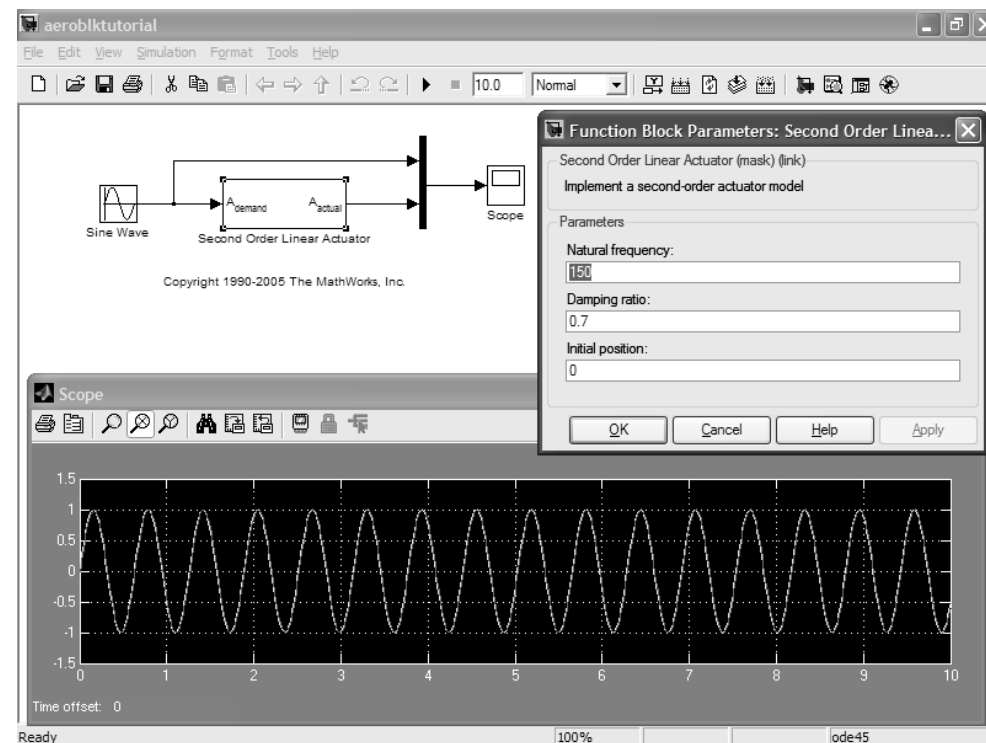 aeroblktutorial
File Edit View Simulation Format Tools Help
10.0 Normal
Sine Wave
A demand
A actual
Second Order Linear Actuator
Scope
Copyright 1990-2005 The MathWorks, Inc.
Function Block Parameters: Second Order Linea...
Second Order Linear Actuator (mask) (link)
Implement a second-order actuator model
Parameters
Natural frequency:
150
Damping ratio:
0.7
Initial position:
0
OK Cancel Help Apply
Scope
1.5
1
0.5
0
-0.5
-1
-1.5
0 1 2 3 4 5 6 7 8 9 10
Time offset: 0
Ready 100% ode45